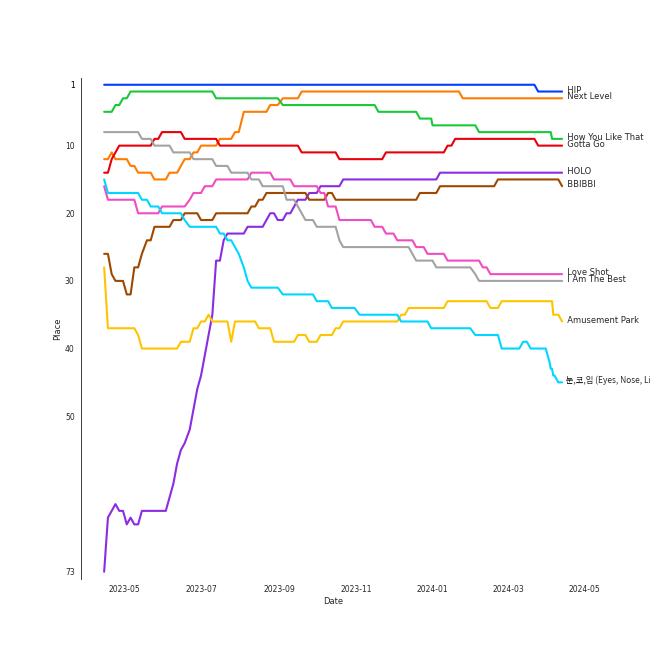 1
10
20
30
40
50
73
Place
2023-05
2023-07
2023-09
2023-11
2024-01
2024-03
2024-05
Date
HIP
Next Level
How You Like That
Gotta Go
HOLO
BBIBBI
Love Shot
I Am The Best
Amusement Park
눈,코,입 (Eyes, Nose, Li